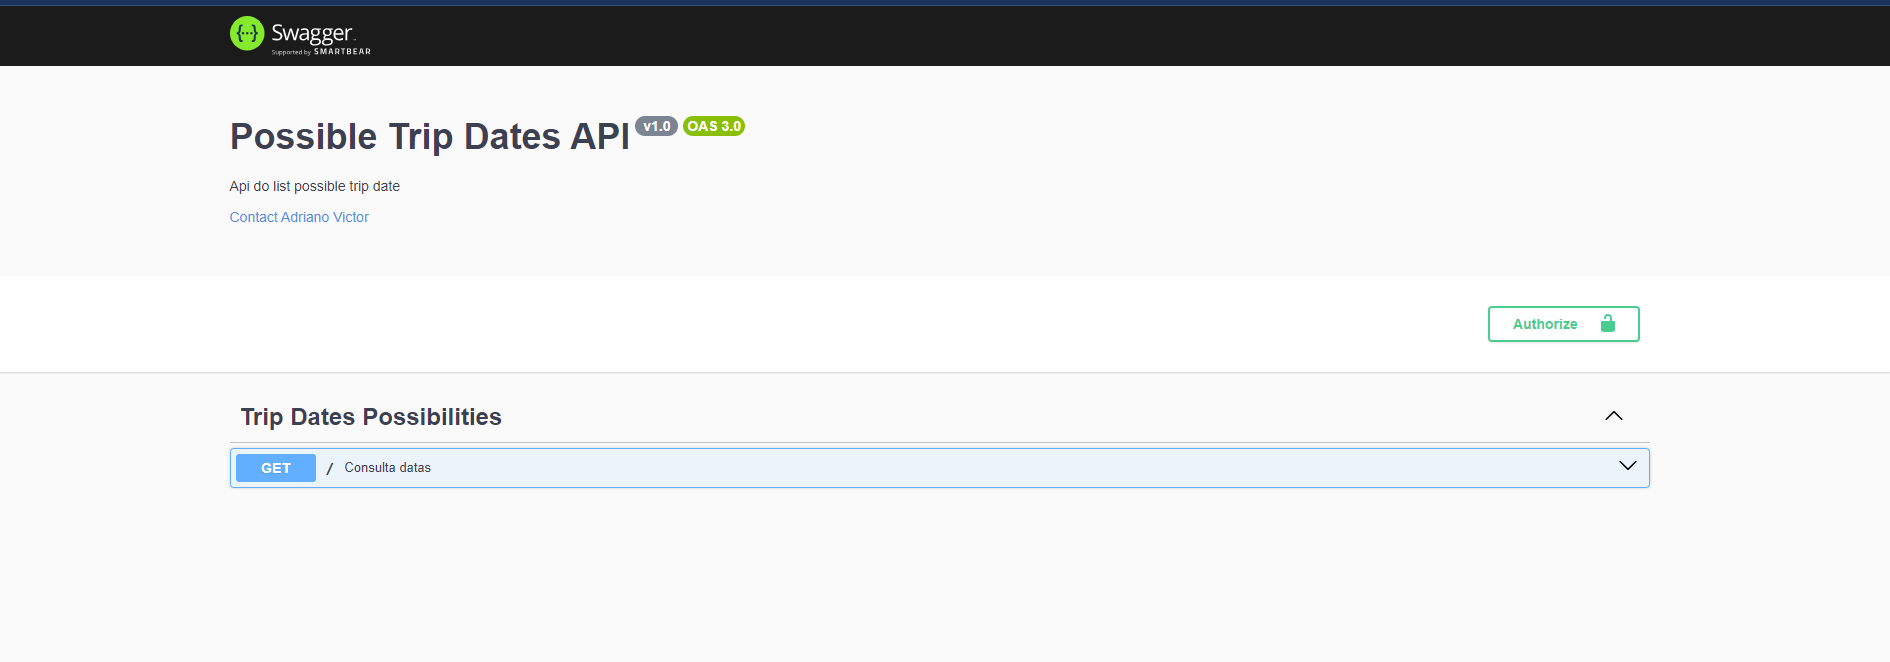 {···} Swagger™
Supported by SMARTBEAR
Possible Trip Dates API v1.0 OAS 3.0
Api do list possible trip date
Contact Adriano Victor
Authorize
Trip Dates Possibilities
GET / Consulta datas